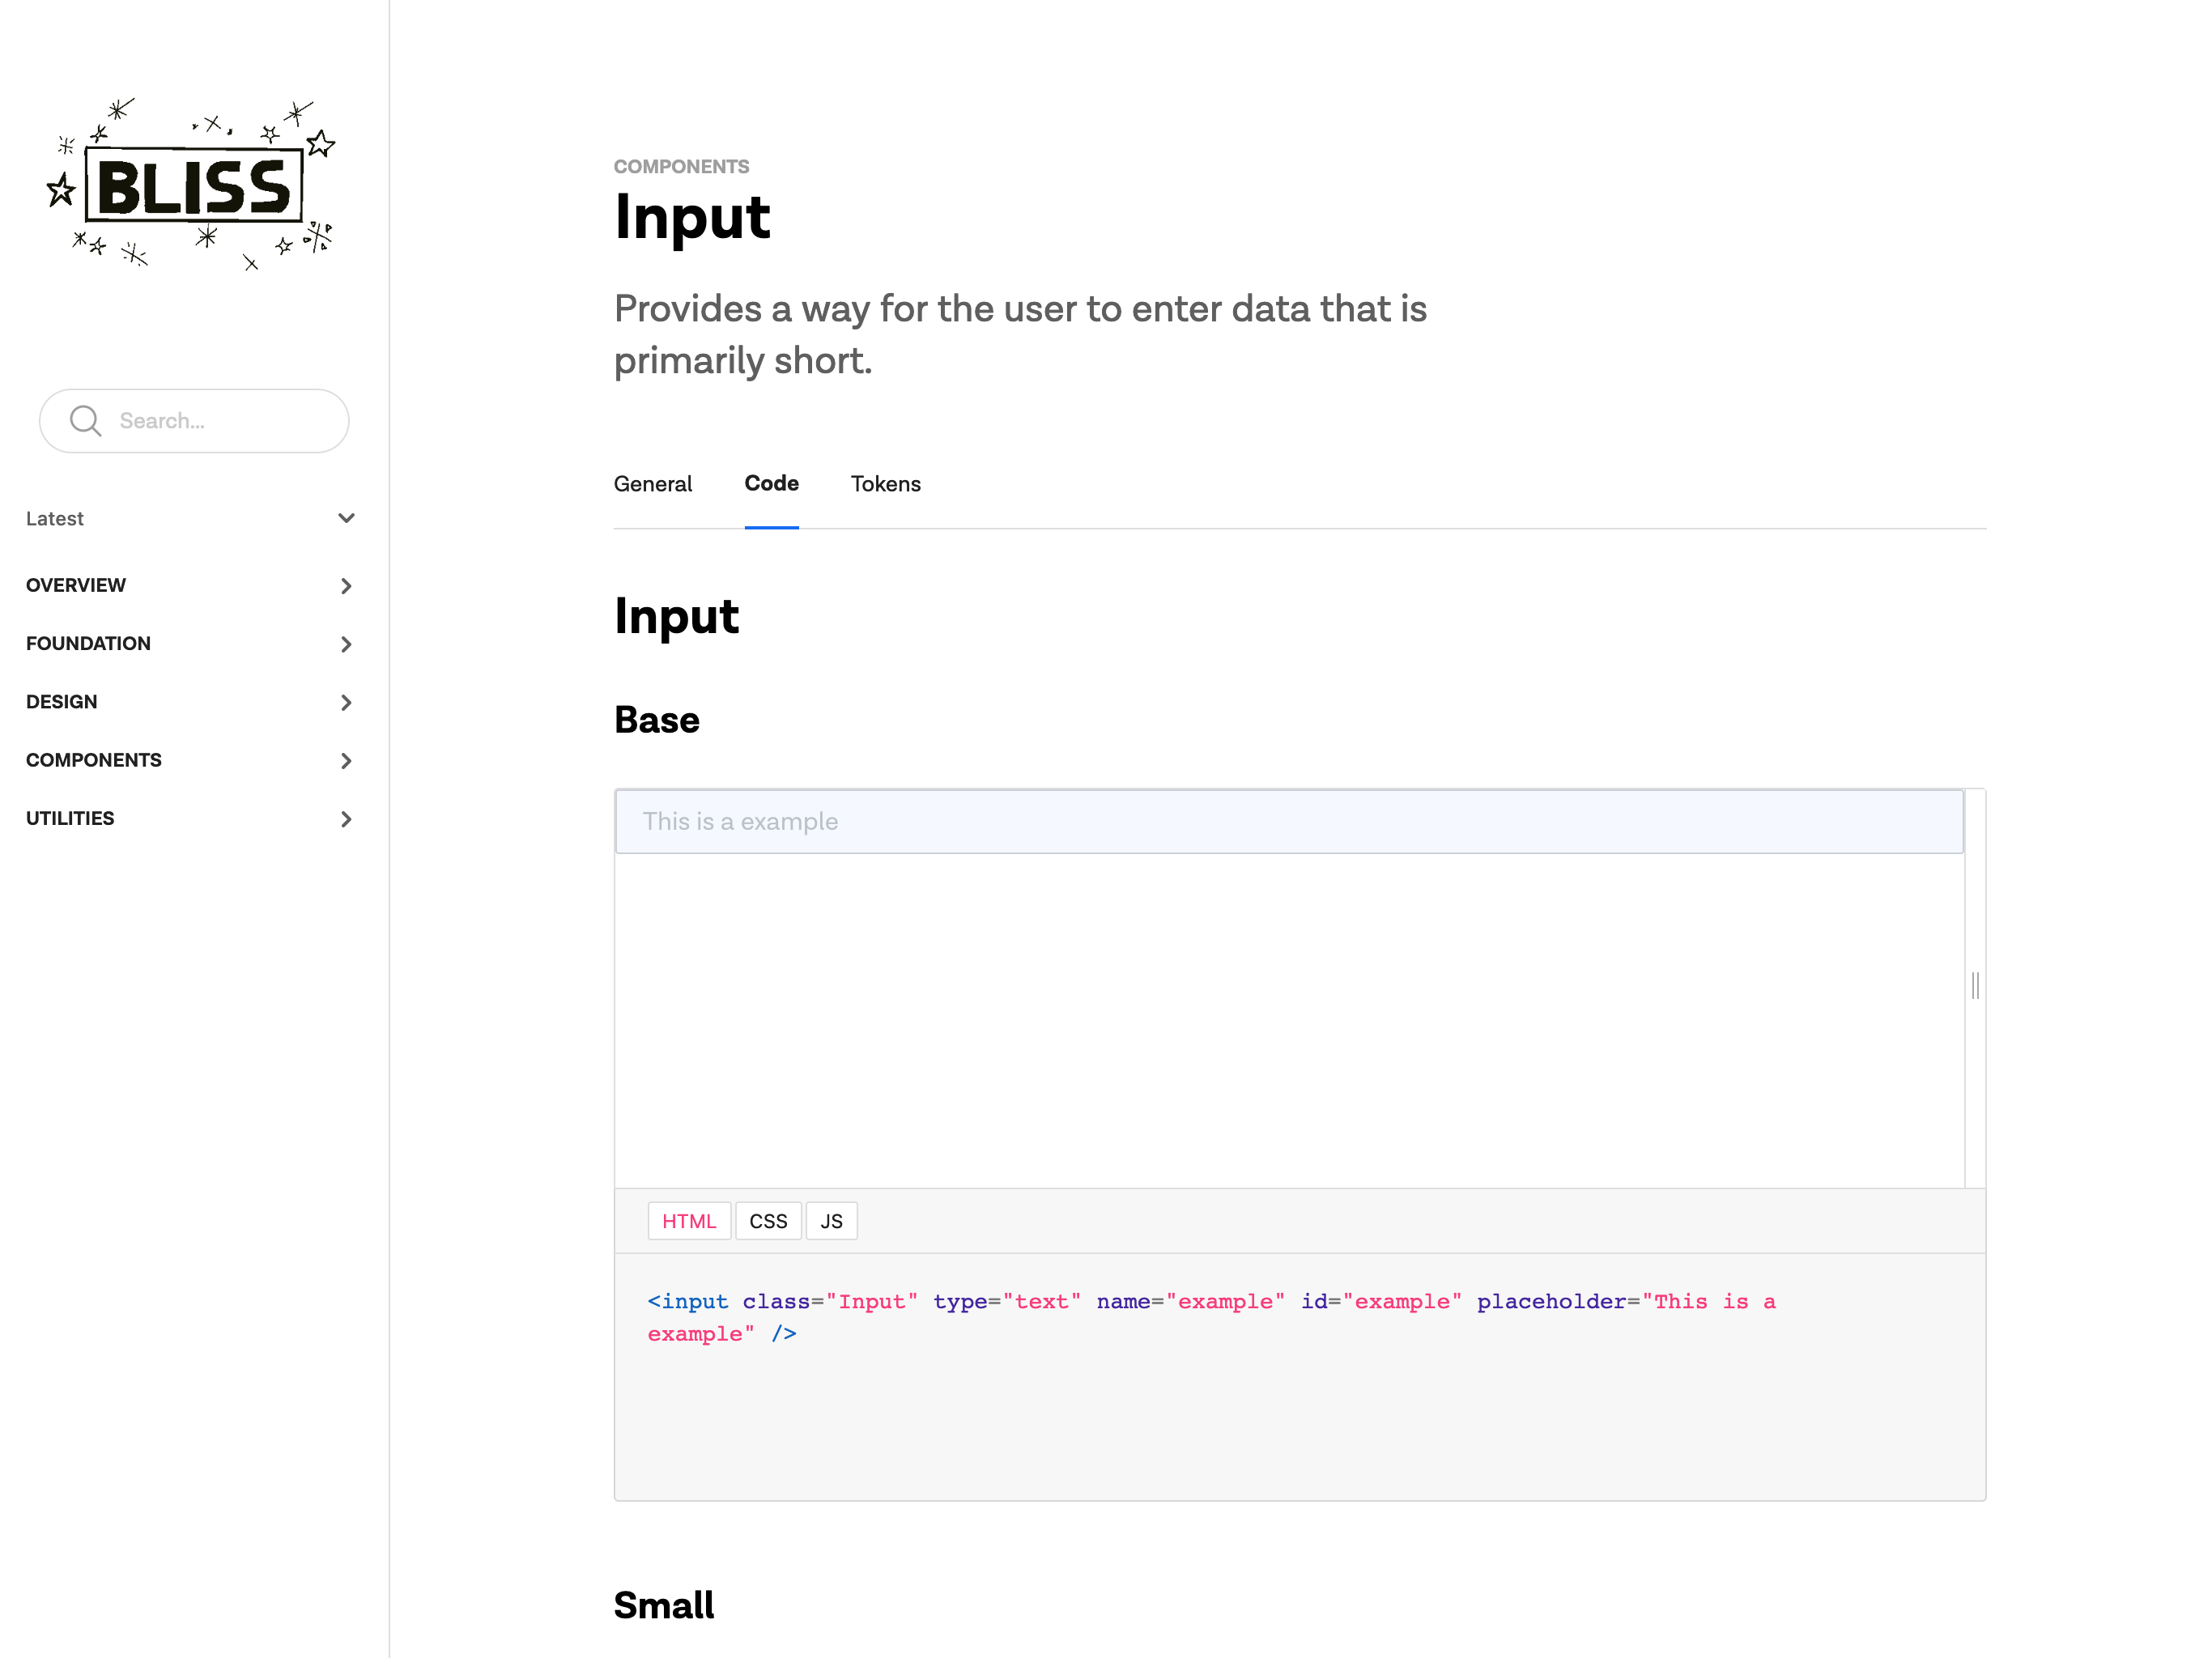 BLISS
Search...
Latest
OVERVIEW
FOUNDATION
DESIGN
COMPONENTS
UTILITIES
COMPONENTS
Input
Provides a way for the user to enter data that is
primarily short.
General Code Tokens
Input
Base
This is a example
HTML CSS JS
<input class="Input" type="text" name="example" id="example" placeholder="This is a
example" />
Small